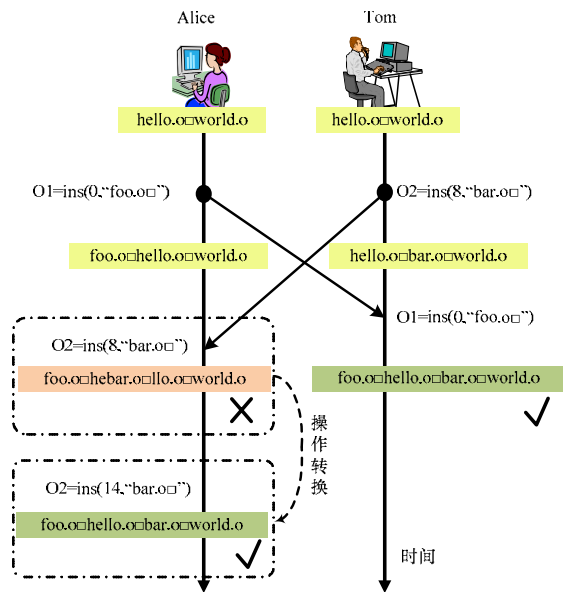 Alice Tom
hello.o□world.o hello.o□world.o
O1=ins(0,“foo.o□”) O2=ins(8,“bar.o□”)
foo.o□hello.o□world.o hello.o□bar.o□world.o
O1=ins(0,“foo.o□”)
O2=ins(8,“bar.o□”)
foo.o□hebar.o□llo.o□world.o foo.o□hello.o□bar.o□world.o
操作转换
O2=ins(14,“bar.o□”)
foo.o□hello.o□bar.o□world.o
时间